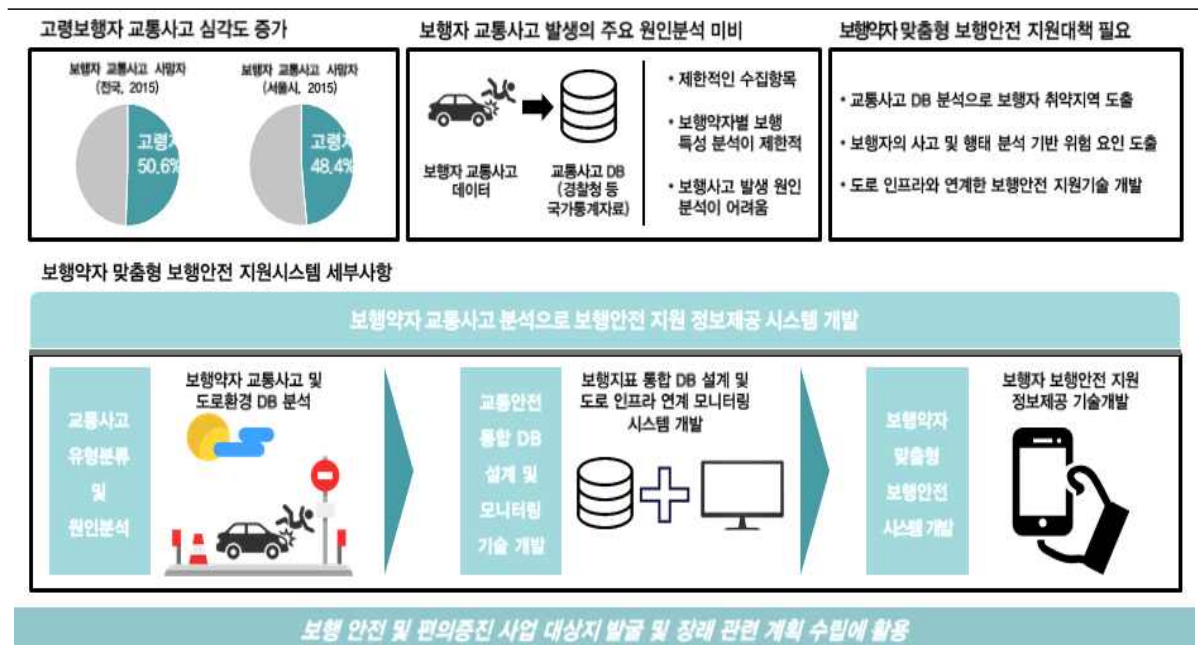 고령보행자 교통사고 심각도 증가
보행자 교통사고 사망자
(전국, 2015)
고령자
50.6%
보행자 교통사고 사망자
(서울시, 2015)
고령자
48.4%
보행자 교통사고 발생의 주요 원인분석 미비
보행자 교통사고
데이터
교통사고 DB
(경찰청 등
국가통계자료)
• 제한적인 수집항목
• 보행약자별 보행
특성 분석이 제한적
• 보행사고 발생 원인
분석이 어려움
보행약자 맞춤형 보행안전 지원대책 필요
• 교통사고 DB 분석으로 보행자 취약지역 도출
• 보행자의 사고 및 행태 분석 기반 위험 요인 도출
• 도로 인프라와 연계한 보행안전 지원기술 개발
보행약자 맞춤형 보행안전 지원시스템 세부사항
보행약자 교통사고 분석으로 보행안전 지원 정보제공 시스템 개발
교통사고
유형분류
및
원인분석
보행약자 교통사고 및
도로환경 DB 분석
교통안전
통합 DB
설계 및
모니터링
기술 개발
보행지표 통합 DB 설계 및
도로 인프라 연계 모니터링
시스템 개발
보행약자
맞춤형
보행안전
시스템 개발
보행자 보행안전 지원
정보제공 기술개발
보행 안전 및 편의증진 사업 대상지 발굴 및 장래 관련 계획 수립에 활용